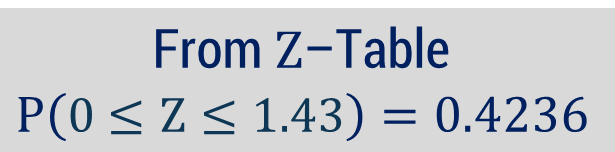 From Z–Table
P(0 ≤ Z ≤ 1.43) = 0.4236